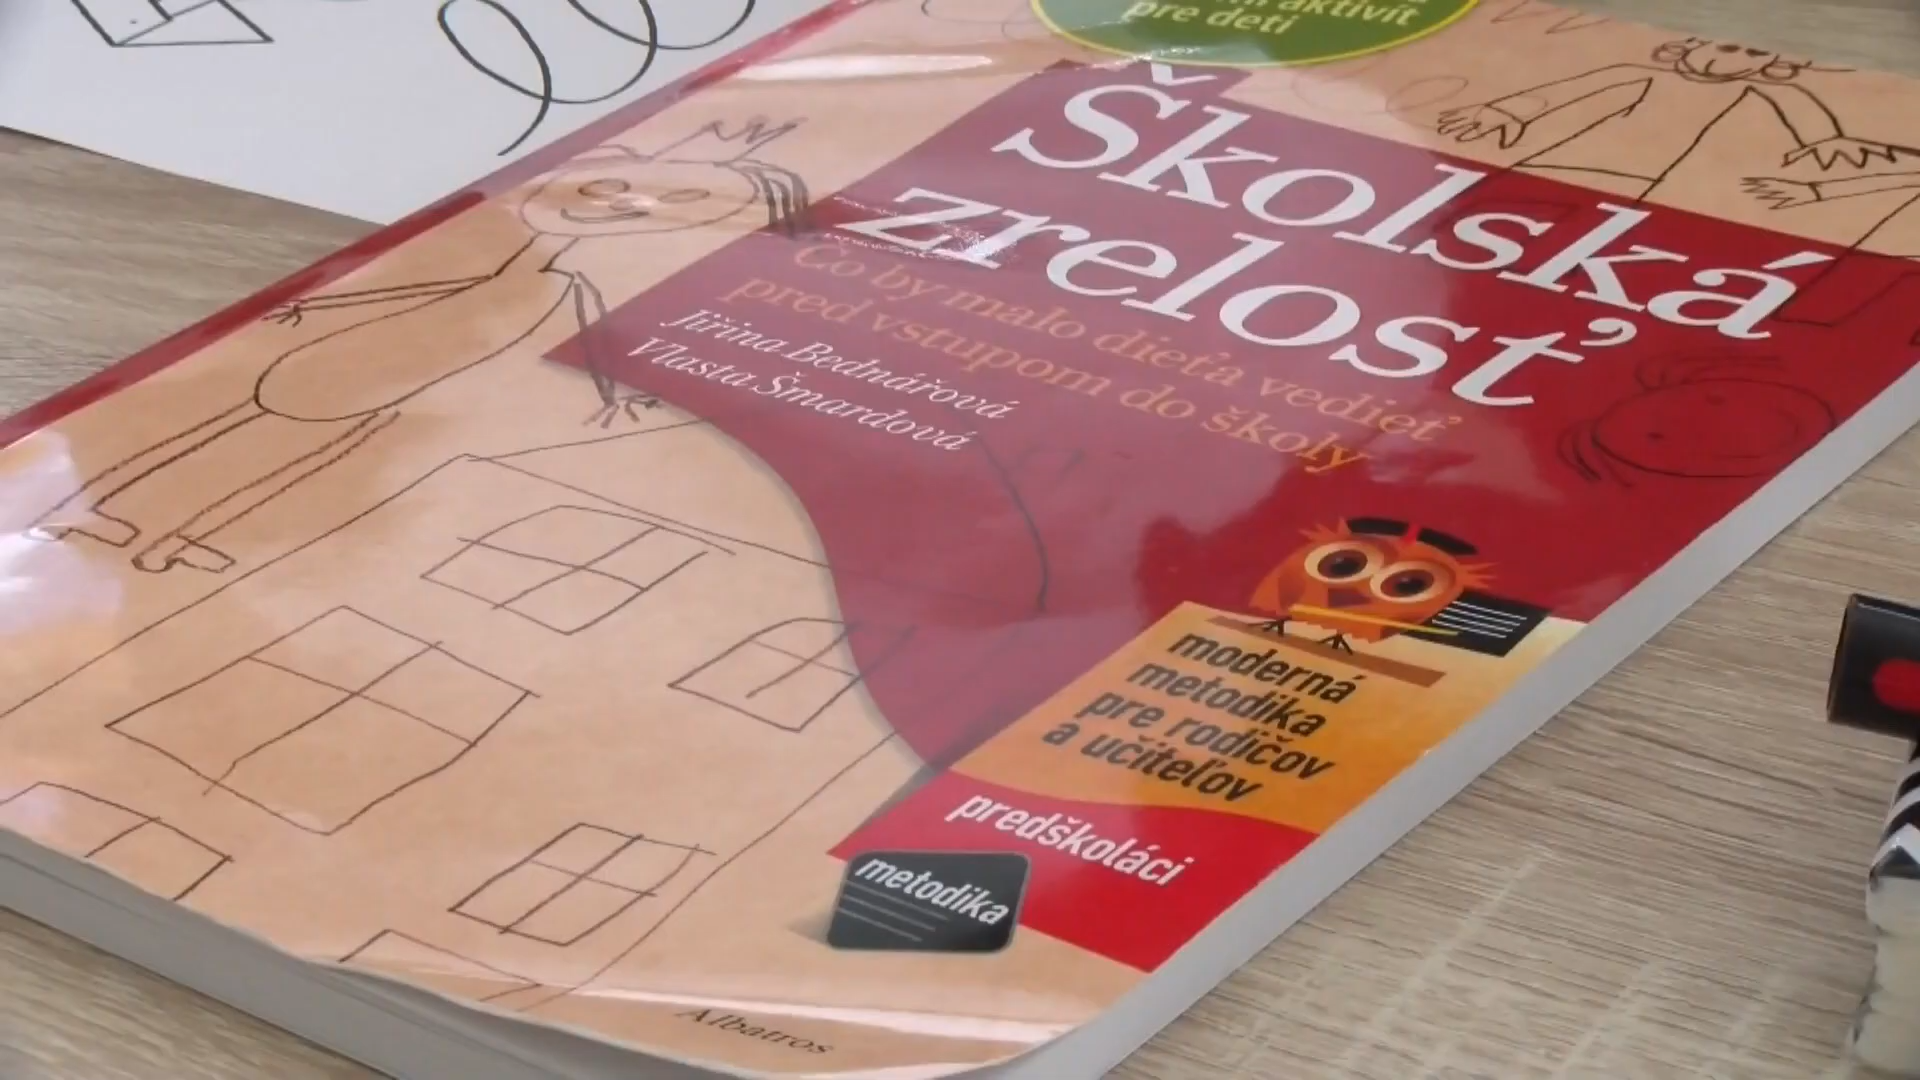 aktivít
pre deti
Školská
zrelosť
Čo by malo dieťa vedieť
pred vstupom do školy
Jiřina Bednářová
Vlasta Šmardová
moderná
metodika
pre rodičov
a učiteľov
predškoláci
metodika
Albatros